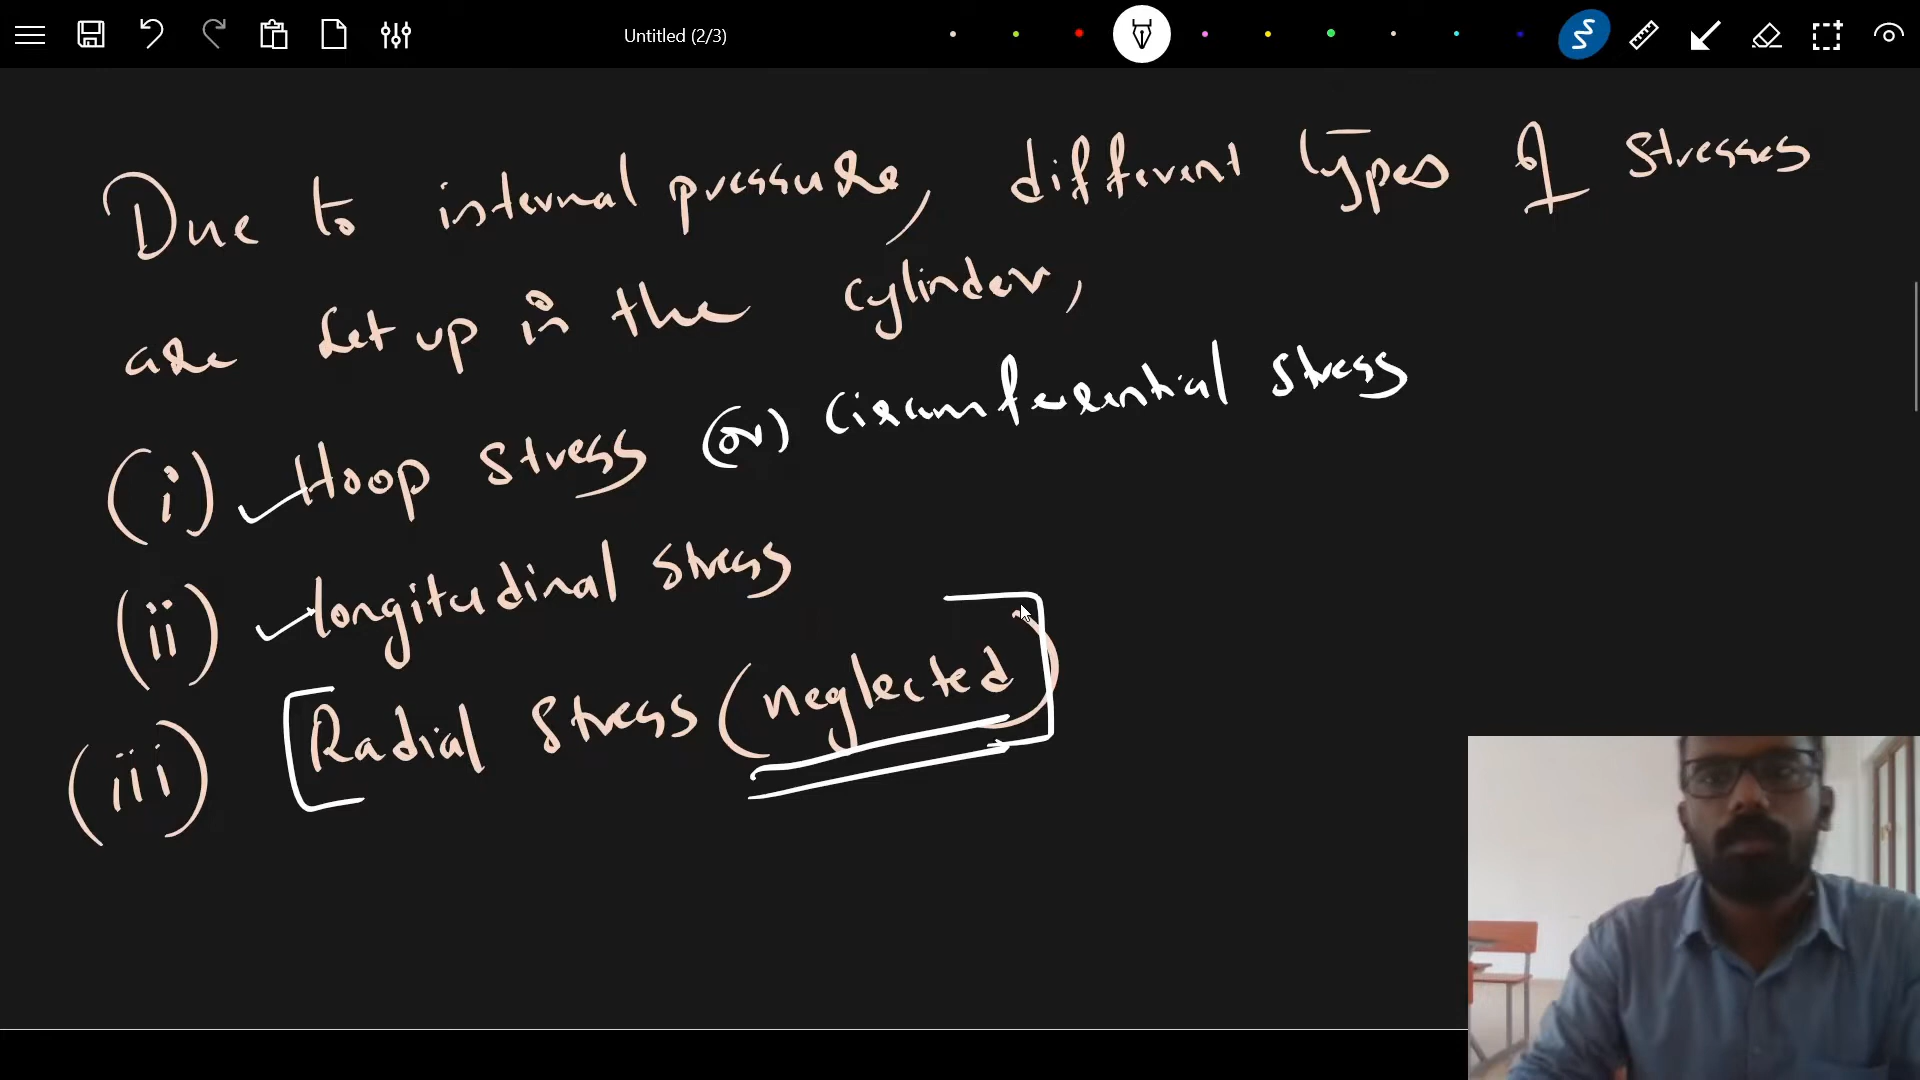 Untitled (2/3)
Due to internal pressure, different types of stresses
are set up in the cylinder,
(i) Hoop stress (or) circumferential stress
(ii) longitudinal stress
(iii) Radial stress (neglected)